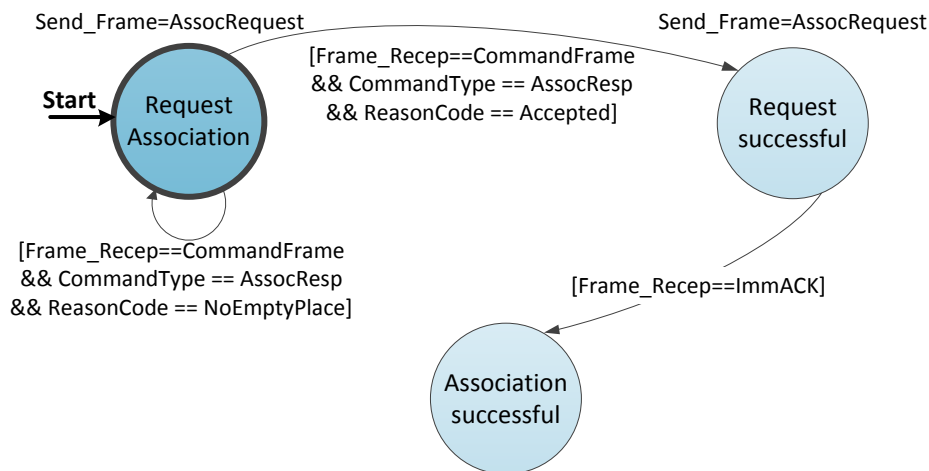 Send_Frame=AssocRequest
Start
Request
Association
[Frame_Recep==CommandFrame
&& CommandType == AssocResp
&& ReasonCode == Accepted]
Send_Frame=AssocRequest
Request
successful
[Frame_Recep==CommandFrame
&& CommandType == AssocResp
&& ReasonCode == NoEmptyPlace]
[Frame_Recep==ImmACK]
Association
successful